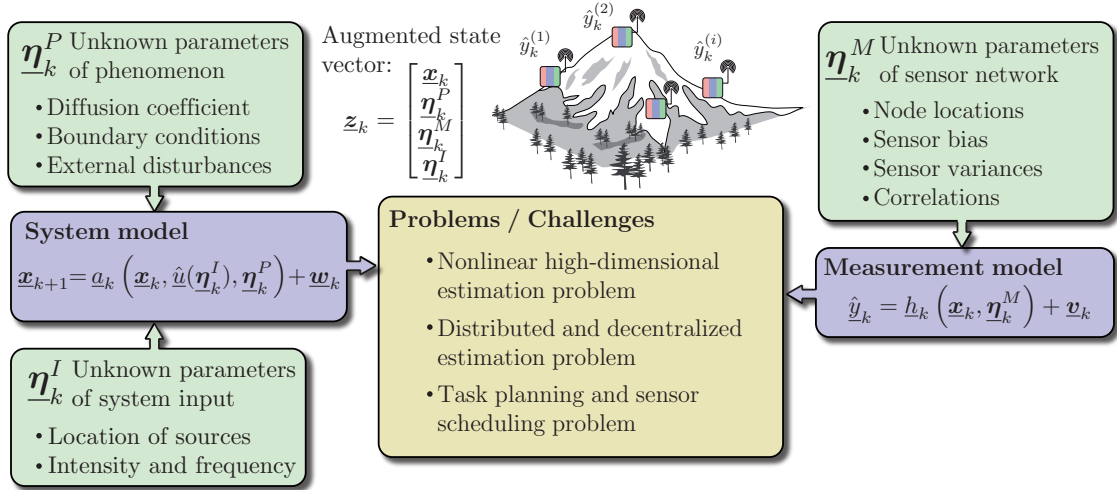 η_k^P Unknown parameters
of phenomenon
• Diffusion coefficient
• Boundary conditions
• External disturbances
Augmented state
vector:
z_k = [x_k
η_k^P
η_k^M
η_k^I]
ŷ_k^(1)
ŷ_k^(2)
ŷ_k^(i)
η_k^M Unknown parameters
of sensor network
• Node locations
• Sensor bias
• Sensor variances
• Correlations
System model
x_{k+1} = a_k (x_k, û(η_k^I), η_k^P) + w_k
Problems / Challenges
• Nonlinear high-dimensional
estimation problem
• Distributed and decentralized
estimation problem
• Task planning and sensor
scheduling problem
Measurement model
ŷ_k = h_k (x_k, η_k^M) + v_k
η_k^I Unknown parameters
of system input
• Location of sources
• Intensity and frequency